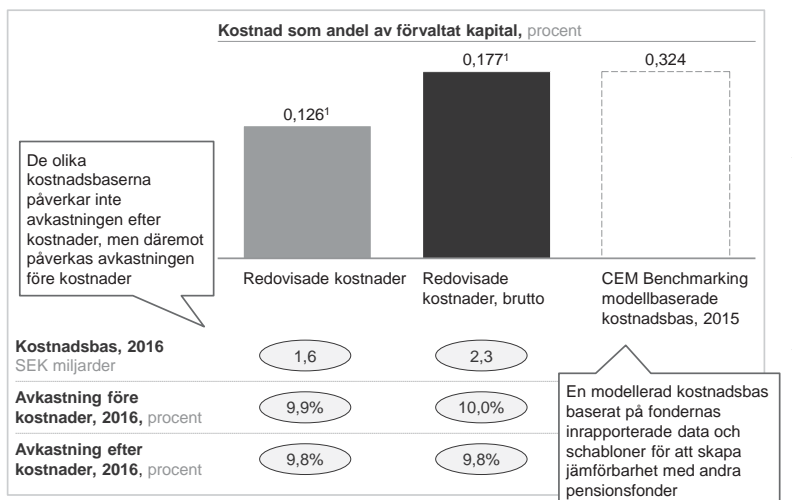 Kostnad som andel av förvaltat kapital, procent
0,126¹
0,177¹
0,324
De olika
kostnadsbaserna
påverkar inte
avkastningen efter
kostnader, men däremot
påverkas avkastningen
före kostnader
Redovisade kostnader
Redovisade
kostnader, brutto
CEM Benchmarking
modellbaserade
kostnadsbas, 2015
Kostnadsbas, 2016
SEK miljarder
1,6
2,3
Avkastning före
kostnader, 2016, procent
9,9%
10,0%
Avkastning efter
kostnader, 2016, procent
9,8%
9,8%
En modellerad kostnadsbas
baserat på fondernas
inrapporterade data och
schabloner för att skapa
jämförbarhet med andra
pensionsfonder